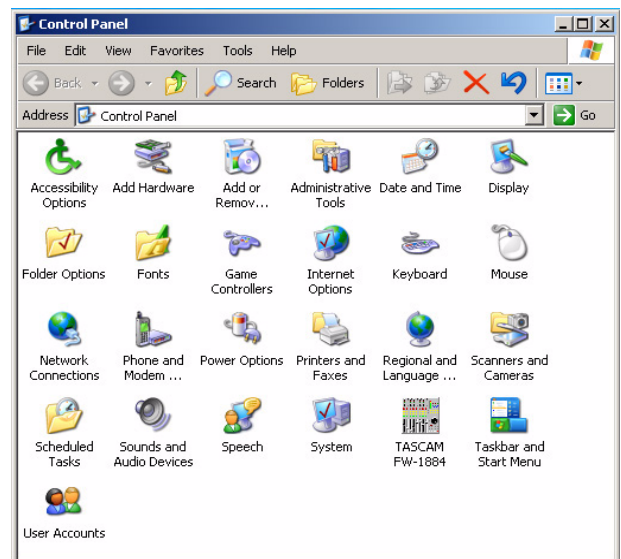 Control Panel
File Edit View Favorites Tools Help
Back Search Folders
Address Control Panel Go
Accessibility Options
Add Hardware
Add or Remov...
Administrative Tools
Date and Time
Display
Folder Options
Fonts
Game Controllers
Internet Options
Keyboard
Mouse
Network Connections
Phone and Modem ...
Power Options
Printers and Faxes
Regional and Language ...
Scanners and Cameras
Scheduled Tasks
Sounds and Audio Devices
Speech
System
TASCAM FW-1884
Taskbar and Start Menu
User Accounts